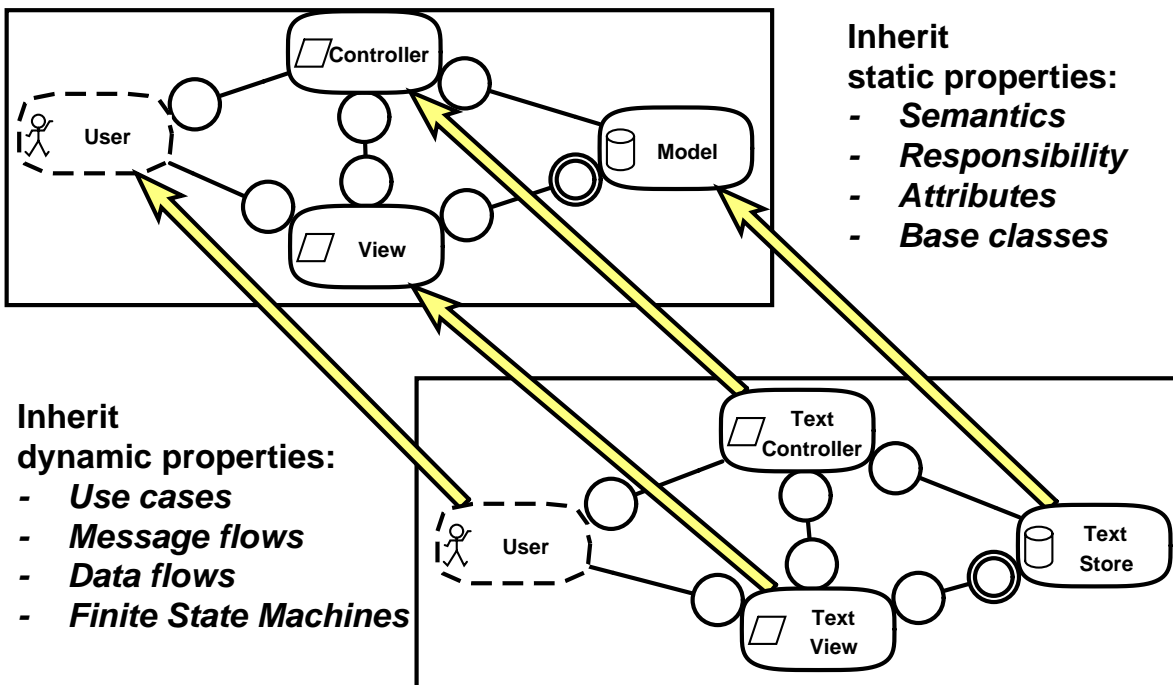 Controller
User
Model
View
Inherit
static properties:
- Semantics
- Responsibility
- Attributes
- Base classes
Inherit
dynamic properties:
- Use cases
- Message flows
- Data flows
- Finite State Machines
Text
Controller
User
Text
Store
Text
View